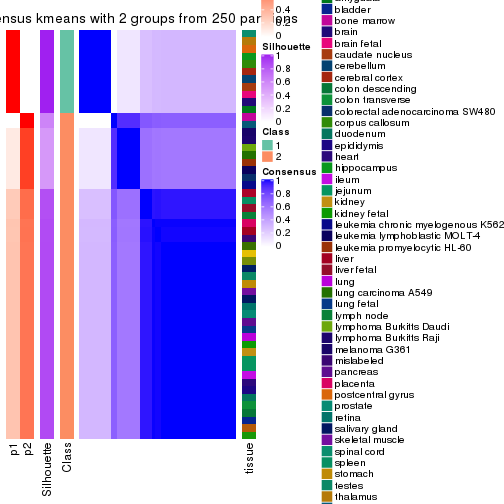 ensus kmeans with 2 groups from 250 par
ons
0.4
0.2
0
Silhouette
1
0.8
0.6
0.4
0.2
0
Class
1
2
Consensus
1
0.8
0.6
0.4
0.2
0
p1
p2
Silhouette
Class
tissue
bladder
bone marrow
brain
brain fetal
caudate nucleus
cerebellum
cerebral cortex
colon descending
colon transverse
colorectal adenocarcinoma SW480
corpus callosum
duodenum
epididymis
heart
hippocampus
ileum
jejunum
kidney
kidney fetal
leukemia chronic myelogenous K562
leukemia lymphoblastic MOLT-4
leukemia promyelocytic HL-60
liver
liver fetal
lung
lung carcinoma A549
lung fetal
lymph node
lymphoma Burkitts Daudi
lymphoma Burkitts Raji
melanoma G361
mislabeled
pancreas
placenta
postcentral gyrus
prostate
retina
salivary gland
skeletal muscle
spinal cord
spleen
stomach
testes
thalamus